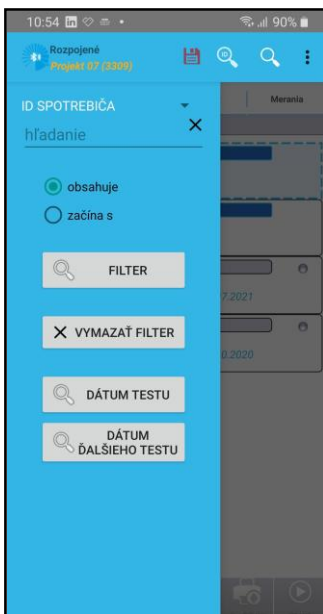 10:54
90%
Rozpojené
Projekt 07 (3309)
ID SPOTREBIČA
Merania
hľadanie
obsahuje
začína s
FILTER
7.2021
VYMAZAŤ FILTER
0.2020
DÁTUM TESTU
DÁTUM
ĎALŠIEHO TESTU